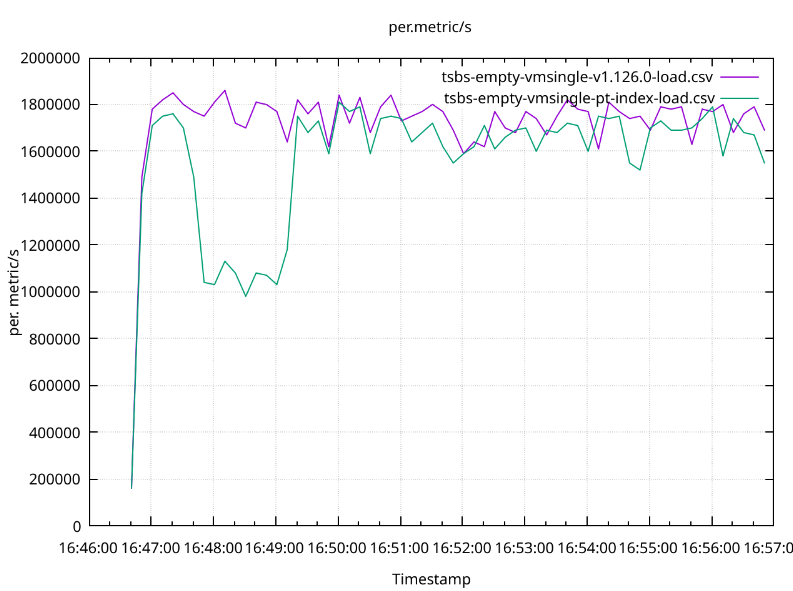 per.metric/s
2000000
1800000
1600000
1400000
1200000
1000000
800000
600000
400000
200000
0
per. metric/s
tsbs-empty-vmsingle-v1.126.0-load.csv
tsbs-empty-vmsingle-pt-index-load.csv
16:46:00 16:47:00 16:48:00 16:49:00 16:50:00 16:51:00 16:52:00 16:53:00 16:54:00 16:55:00 16:56:00 16:57:0
Timestamp